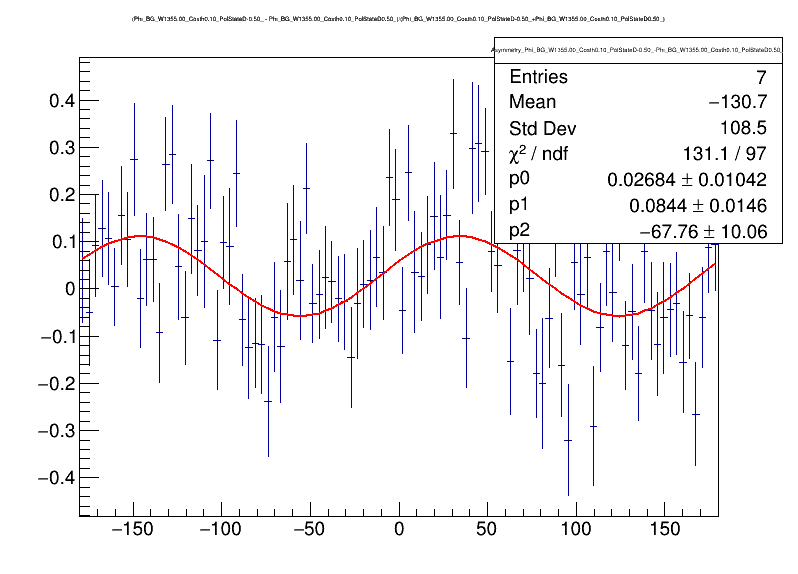 (Phi_BG_W1355.00_Costh0.10_PolStateD-0.50_ - Phi_BG_W1355.00_Costh0.10_PolStateD0.50_)/(Phi_BG_W1355.00_Costh0.10_PolStateD-0.50_+Phi_BG_W1355.00_Costh0.10_PolStateD0.50_)
Asymmetry_Phi_BG_W1355.00_Costh0.10_PolStateD-0.50_-Phi_BG_W1355.00_Costh0.10_PolStateD0.50_
Entries 7
Mean −130.7
Std Dev 108.5
χ² / ndf 131.1 / 97
p0 0.02684 ± 0.01042
p1 0.0844 ± 0.0146
p2 −67.76 ± 10.06
0.4
0.3
0.2
0.1
0
−0.1
−0.2
−0.3
−0.4
−150 −100 −50 0 50 100 150